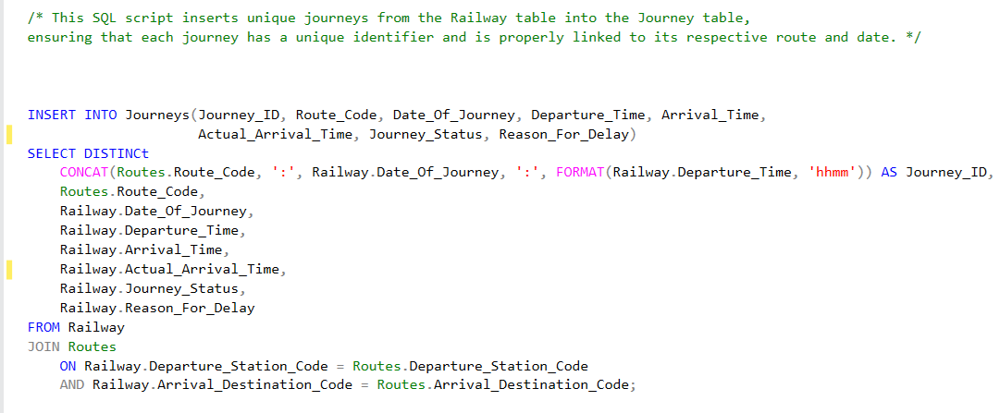 /* This SQL script inserts unique journeys from the Railway table into the Journey table,
ensuring that each journey has a unique identifier and is properly linked to its respective route and date. */
INSERT INTO Journeys(Journey_ID, Route_Code, Date_Of_Journey, Departure_Time, Arrival_Time,
Actual_Arrival_Time, Journey_Status, Reason_For_Delay)
SELECT DISTINCt
CONCAT(Routes.Route_Code, ':', Railway.Date_Of_Journey, ':', FORMAT(Railway.Departure_Time, 'hhmm')) AS Journey_ID,
Routes.Route_Code,
Railway.Date_Of_Journey,
Railway.Departure_Time,
Railway.Arrival_Time,
Railway.Actual_Arrival_Time,
Railway.Journey_Status,
Railway.Reason_For_Delay
FROM Railway
JOIN Routes
ON Railway.Departure_Station_Code = Routes.Departure_Station_Code
AND Railway.Arrival_Destination_Code = Routes.Arrival_Destination_Code;